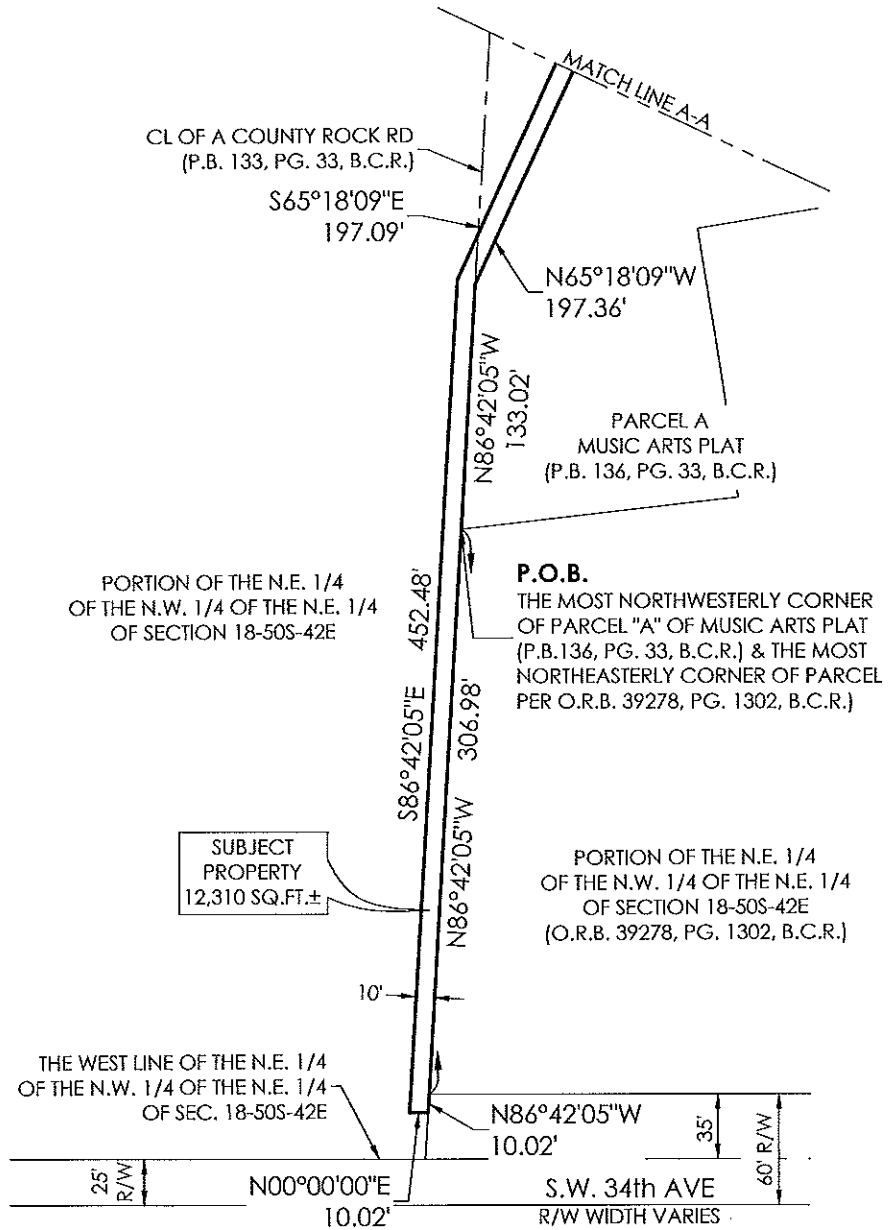 MATCH LINE A-A
CL OF A COUNTY ROCK RD
(P.B. 133, PG. 33, B.C.R.)
S65°18'09"E
197.09'
N65°18'09"W
197.36'
N86°42'05"W
133.02'
PARCEL A
MUSIC ARTS PLAT
(P.B. 136, PG. 33, B.C.R.)
P.O.B.
THE MOST NORTHWESTERLY CORNER
OF PARCEL "A" OF MUSIC ARTS PLAT
(P.B.136, PG. 33, B.C.R.) & THE MOST
NORTHEASTERLY CORNER OF PARCEL
PER O.R.B. 39278, PG. 1302, B.C.R.)
PORTION OF THE N.E. 1/4
OF THE N.W. 1/4 OF THE N.E. 1/4
OF SECTION 18-50S-42E
S86°42'05"E 452.48'
N86°42'05"W 306.98'
SUBJECT
PROPERTY
12,310 SQ.FT.±
PORTION OF THE N.E. 1/4
OF THE N.W. 1/4 OF THE N.E. 1/4
OF SECTION 18-50S-42E
(O.R.B. 39278, PG. 1302, B.C.R.)
10'
THE WEST LINE OF THE N.E. 1/4
OF THE N.W. 1/4 OF THE N.E. 1/4
OF SEC. 18-50S-42E
N86°42'05"W
10.02'
35'
60' R/W
25'
R/W
N00°00'00"E
10.02'
S.W. 34th AVE
R/W WIDTH VARIES